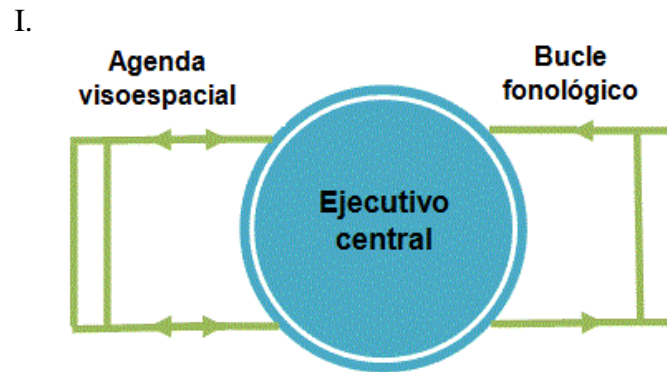 I.
Agenda
visoespacial
Bucle
fonológico
Ejecutivo
central